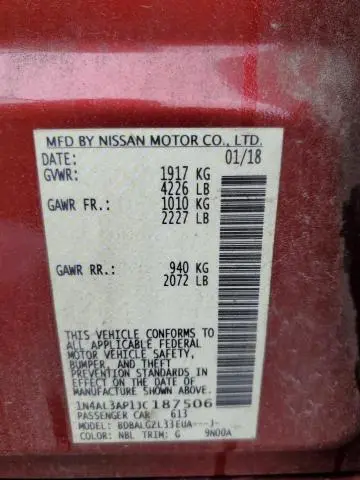 MFD BY NISSAN MOTOR CO., LTD.
DATE: 01/18
GVWR: 1917 KG
4226 LB
GAWR FR.: 1010 KG
2227 LB
GAWR RR.: 940 KG
2072 LB
THIS VEHICLE CONFORMS TO
ALL APPLICABLE FEDERAL
MOTOR VEHICLE SAFETY,
BUMPER, AND THEFT
PREVENTION STANDARDS IN
EFFECT ON THE DATE OF
MANUFACTURE SHOWN ABOVE.
1N4AL3AP1JC187506
PASSENGER CAR 613
MODEL: BDBALGZL33EUA---J-
COLOR: NBL TRIM: G 9N00A